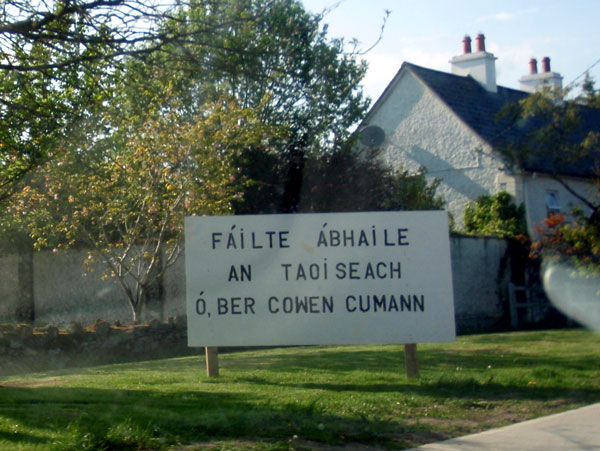 FÁILTE ÁBHAILE
AN TAOISEACH
Ó, BER COWEN CUMANN